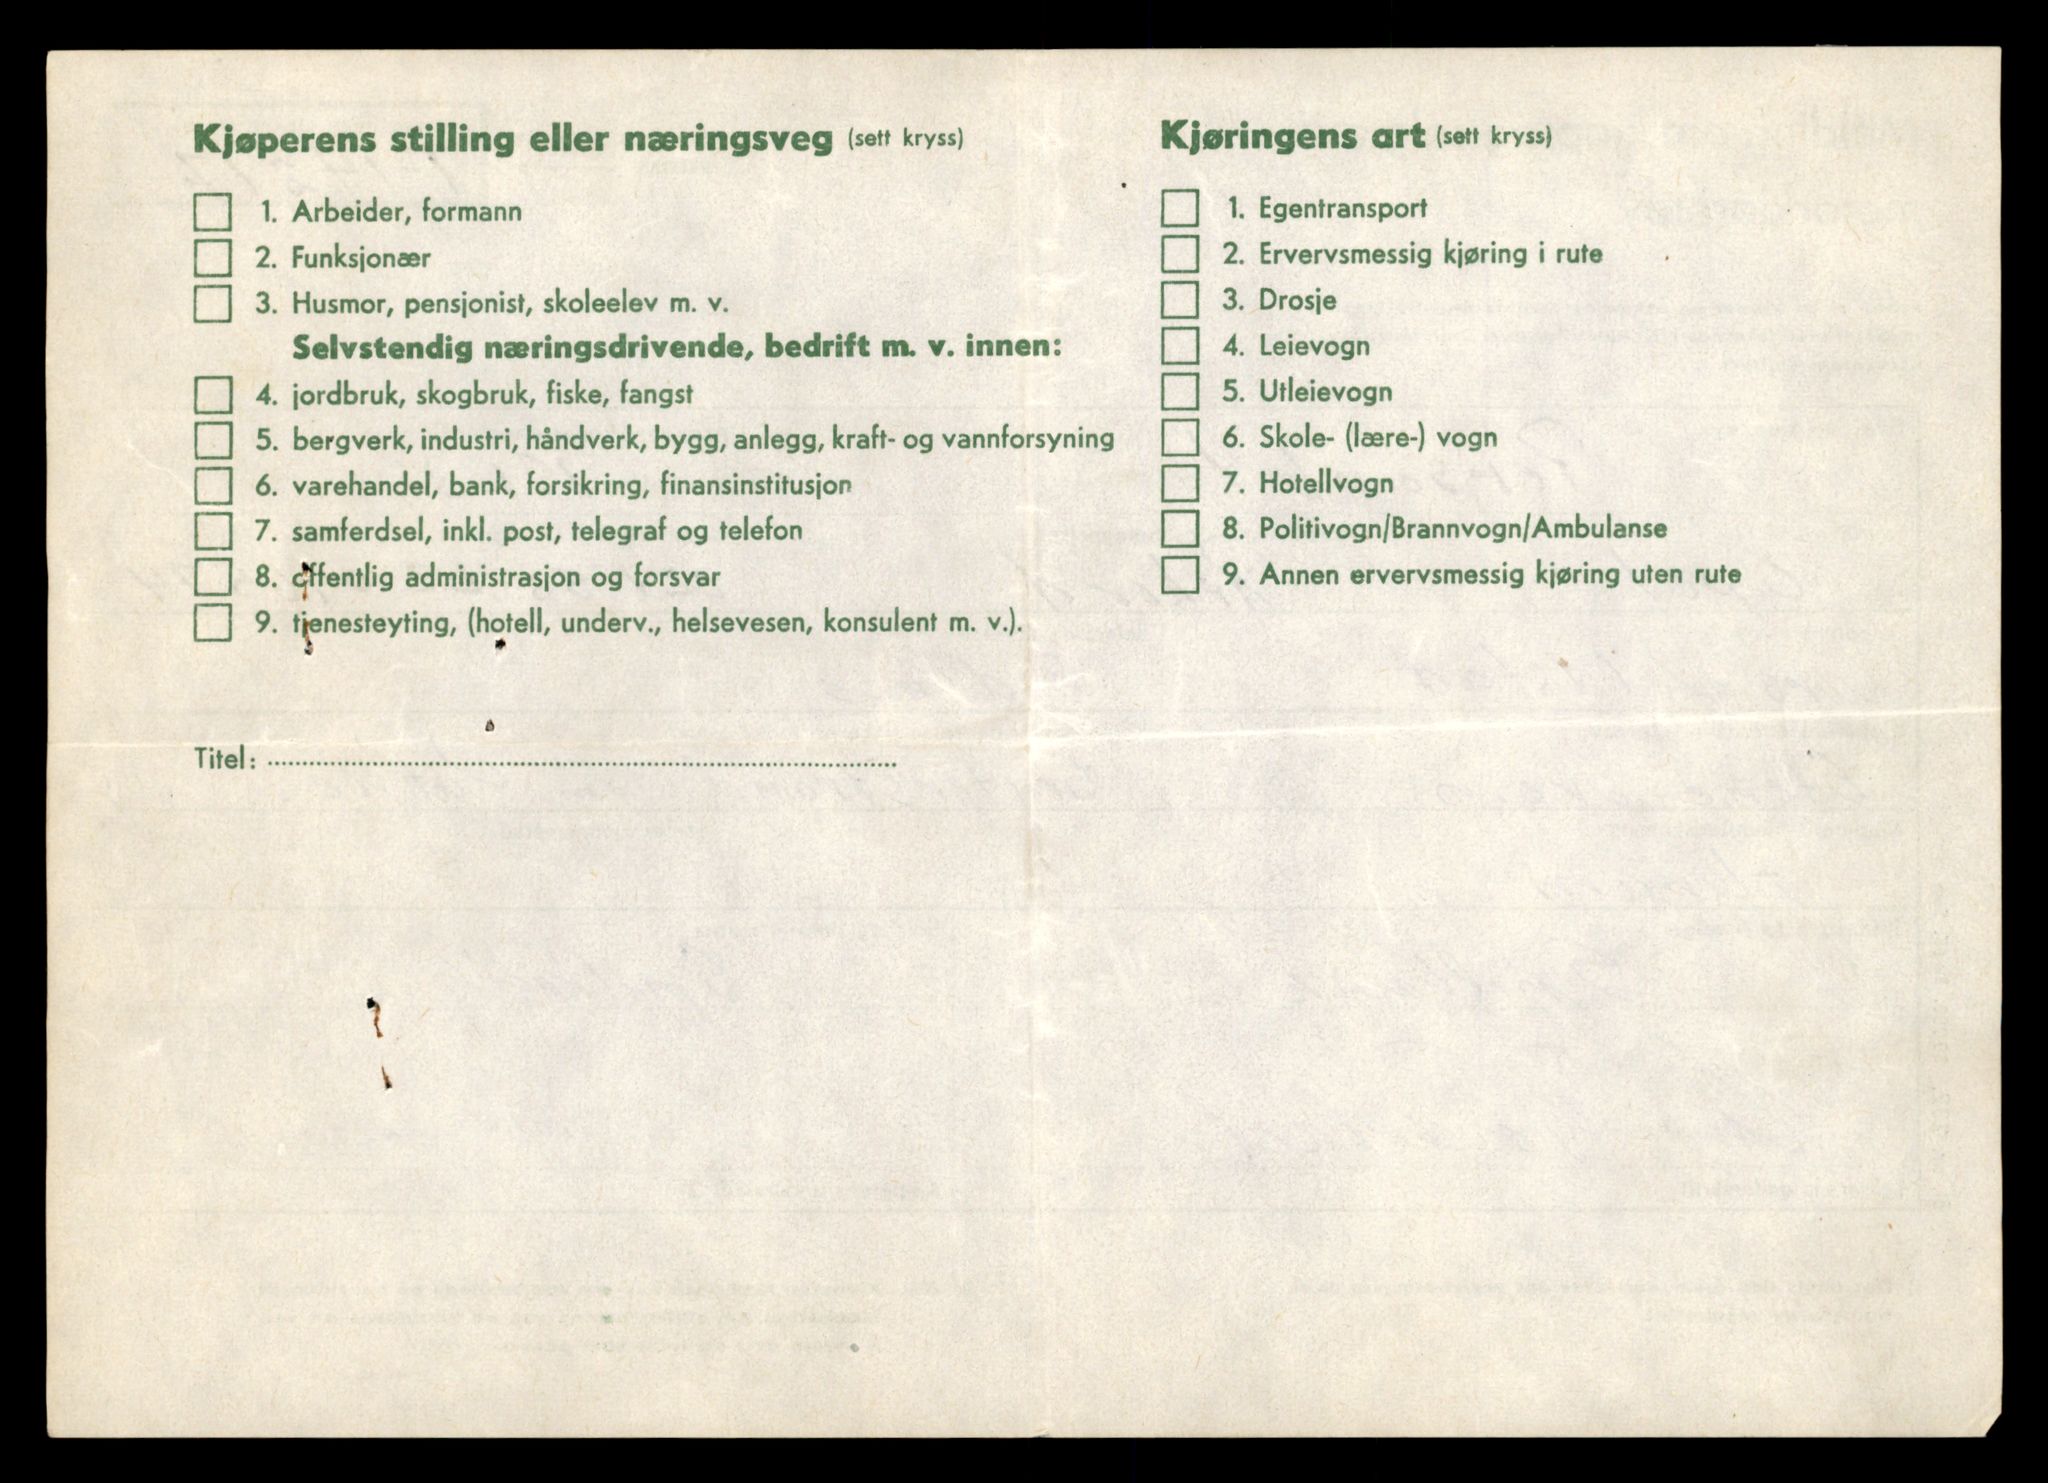 Kjøperens stilling eller næringsveg (sett kryss)
1. Arbeider, formann
2. Funksjonær
3. Husmor, pensjonist, skoleelev m. v.
Selvstendig næringsdrivende, bedrift m. v. innen:
4. jordbruk, skogbruk, fiske, fangst
5. bergverk, industri, håndverk, bygg, anlegg, kraft- og vannforsyning
6. varehandel, bank, forsikring, finansinstitusjon
7. samferdsel, inkl. post, telegraf og telefon
8. offentlig administrasjon og forsvar
9. tjenesteyting, (hotell, underv., helsevesen, konsulent m. v.).
Titel:
Kjøringens art (sett kryss)
1. Egentransport
2. Ervervsmessig kjøring i rute
3. Drosje
4. Leievogn
5. Utleievogn
6. Skole- (lære-) vogn
7. Hotellvogn
8. Politivogn/Brannvogn/Ambulanse
9. Annen ervervsmessig kjøring uten rute